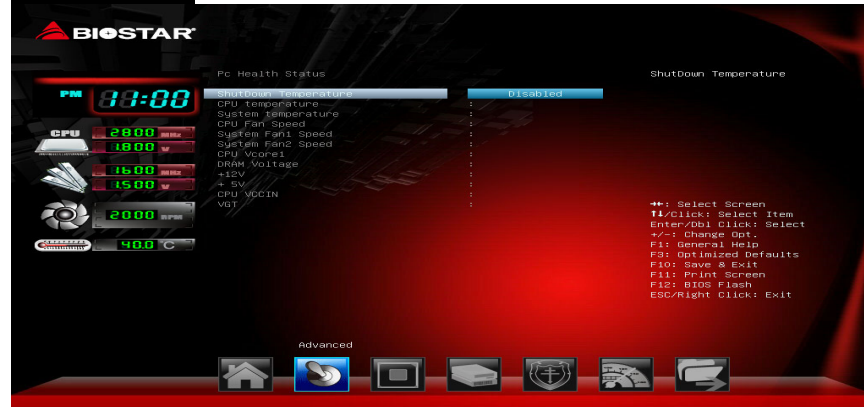 BIOSTAR
Pc Health Status
ShutDown Temperature
PM 11:00
ShutDown Temperature Disabled
CPU temperature :
System temperature :
CPU Fan Speed :
System Fan1 Speed :
System Fan2 Speed :
CPU Vcore1 :
DRAM Voltage :
+12V :
+ 5V :
CPU VCCIN :
VGT :
CPU 2800 MHz
1.800 V
1600 MHz
1.500 V
2000 RPM
40.0 °C
→←: Select Screen
↑↓/Click: Select Item
Enter/Dbl Click: Select
+/-: Change Opt.
F1: General Help
F3: Optimized Defaults
F10: Save & Exit
F11: Print Screen
F12: BIOS Flash
ESC/Right Click: Exit
Advanced